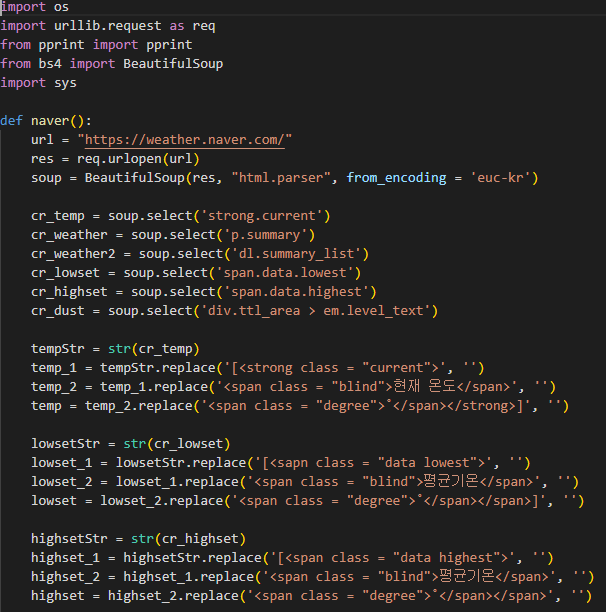 import os
import urllib.request as req
from pprint import pprint
from bs4 import BeautifulSoup
import sys
def naver():
url = "https://weather.naver.com/"
res = req.urlopen(url)
soup = BeautifulSoup(res, "html.parser", from_encoding = 'euc-kr')
cr_temp = soup.select('strong.current')
cr_weather = soup.select('p.summary')
cr_weather2 = soup.select('dl.summary_list')
cr_lowset = soup.select('span.data.lowest')
cr_highset = soup.select('span.data.highest')
cr_dust = soup.select('div.ttl_area > em.level_text')
tempStr = str(cr_temp)
temp_1 = tempStr.replace('[<strong class = "current">', '')
temp_2 = temp_1.replace('<span class = "blind">현재 온도</span>', '')
temp = temp_2.replace('<span class = "degree">°</span></strong>]', '')
lowsetStr = str(cr_lowset)
lowset_1 = lowsetStr.replace('[<sapn class = "data lowest">', '')
lowset_2 = lowset_1.replace('<span class = "blind">평균기온</span>', '')
lowset = lowset_2.replace('<span class = "degree">°</span></span>]', '')
highsetStr = str(cr_highset)
highset_1 = highsetStr.replace('[<span class = "data highest">', '')
highset_2 = highset_1.replace('<span class = "blind">평균기온</span>', '')
highset = highset_2.replace('<span class = "degree">°</span></span>', '')